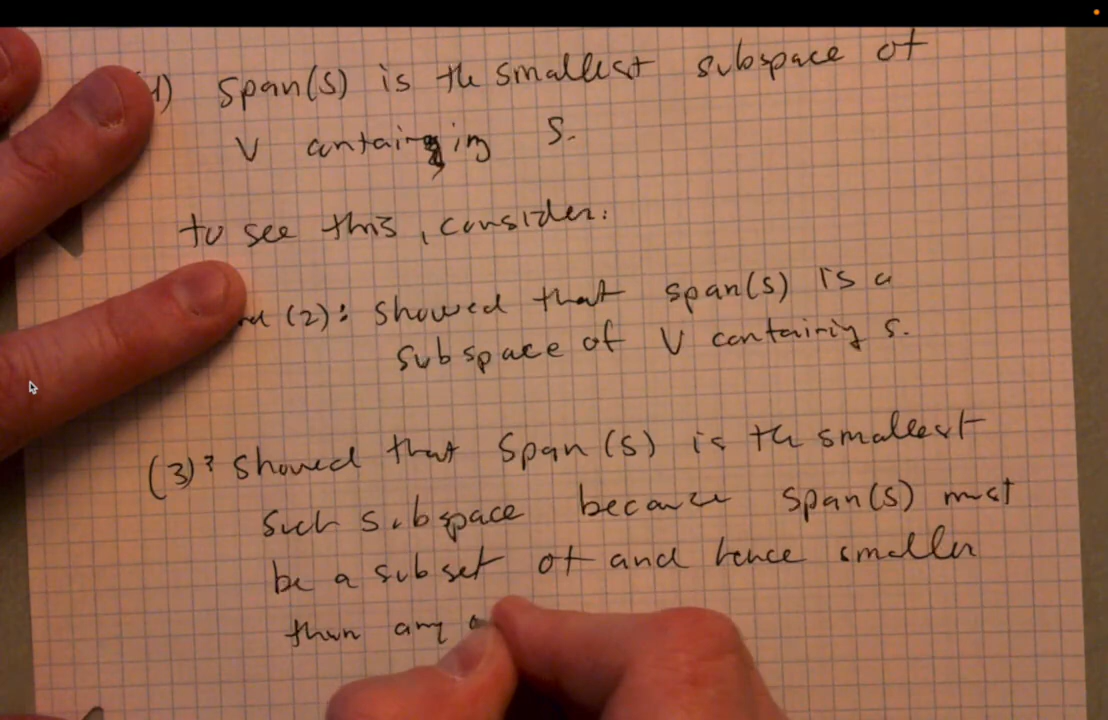 span(S) is the smallest subspace of
V containing S.
to see this, consider:
(2): showed that span(S) is a
subspace of V containing S.
(3): showed that span(S) is the smallest
such subspace because span(S) must
be a subset of and hence smaller
than any